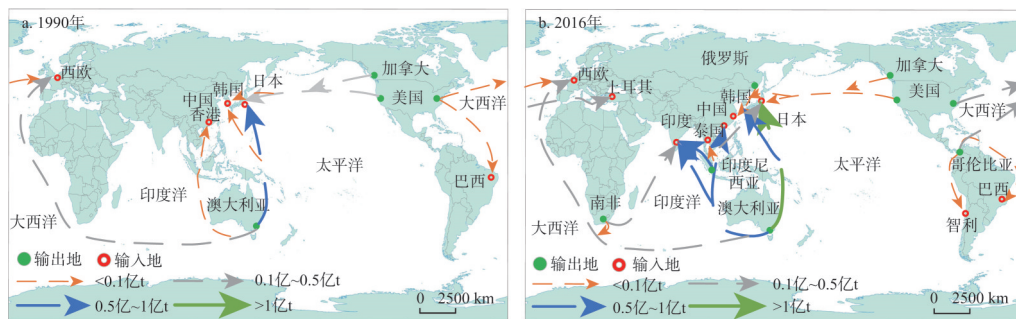 a. 1990年
西欧
韩国
日本
中国
香港
加拿大
美国
大西洋
太平洋
印度洋
巴西
大西洋
澳大利亚
输出地
输入地
<0.1亿t
0.1亿~0.5亿t
0.5亿~1亿t
>1亿t
0 2500 km
b. 2016年
俄罗斯
西欧
土耳其
韩国
中国
日本
印度
泰国
加拿大
美国
大西洋
太平洋
印度尼
西亚
印度洋
哥伦比亚
巴西
南非
澳大利亚
大西洋
智利
输出地
输入地
<0.1亿t
0.1亿~0.5亿t
0.5亿~1亿t
>1亿t
0 2500 km